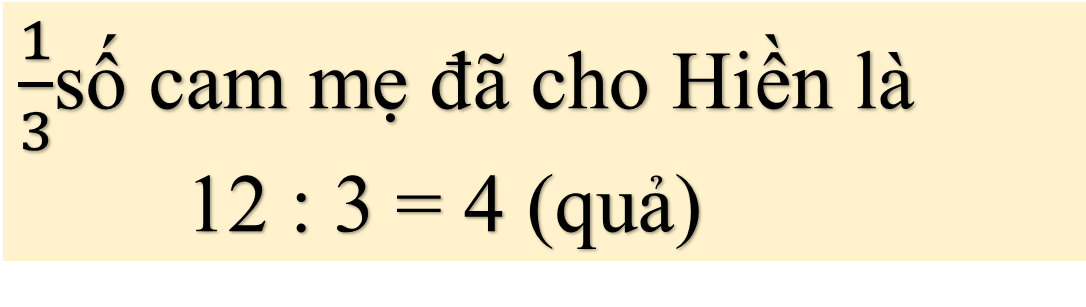 1/3 số cam mẹ đã cho Hiền là
12 : 3 = 4 (quả)